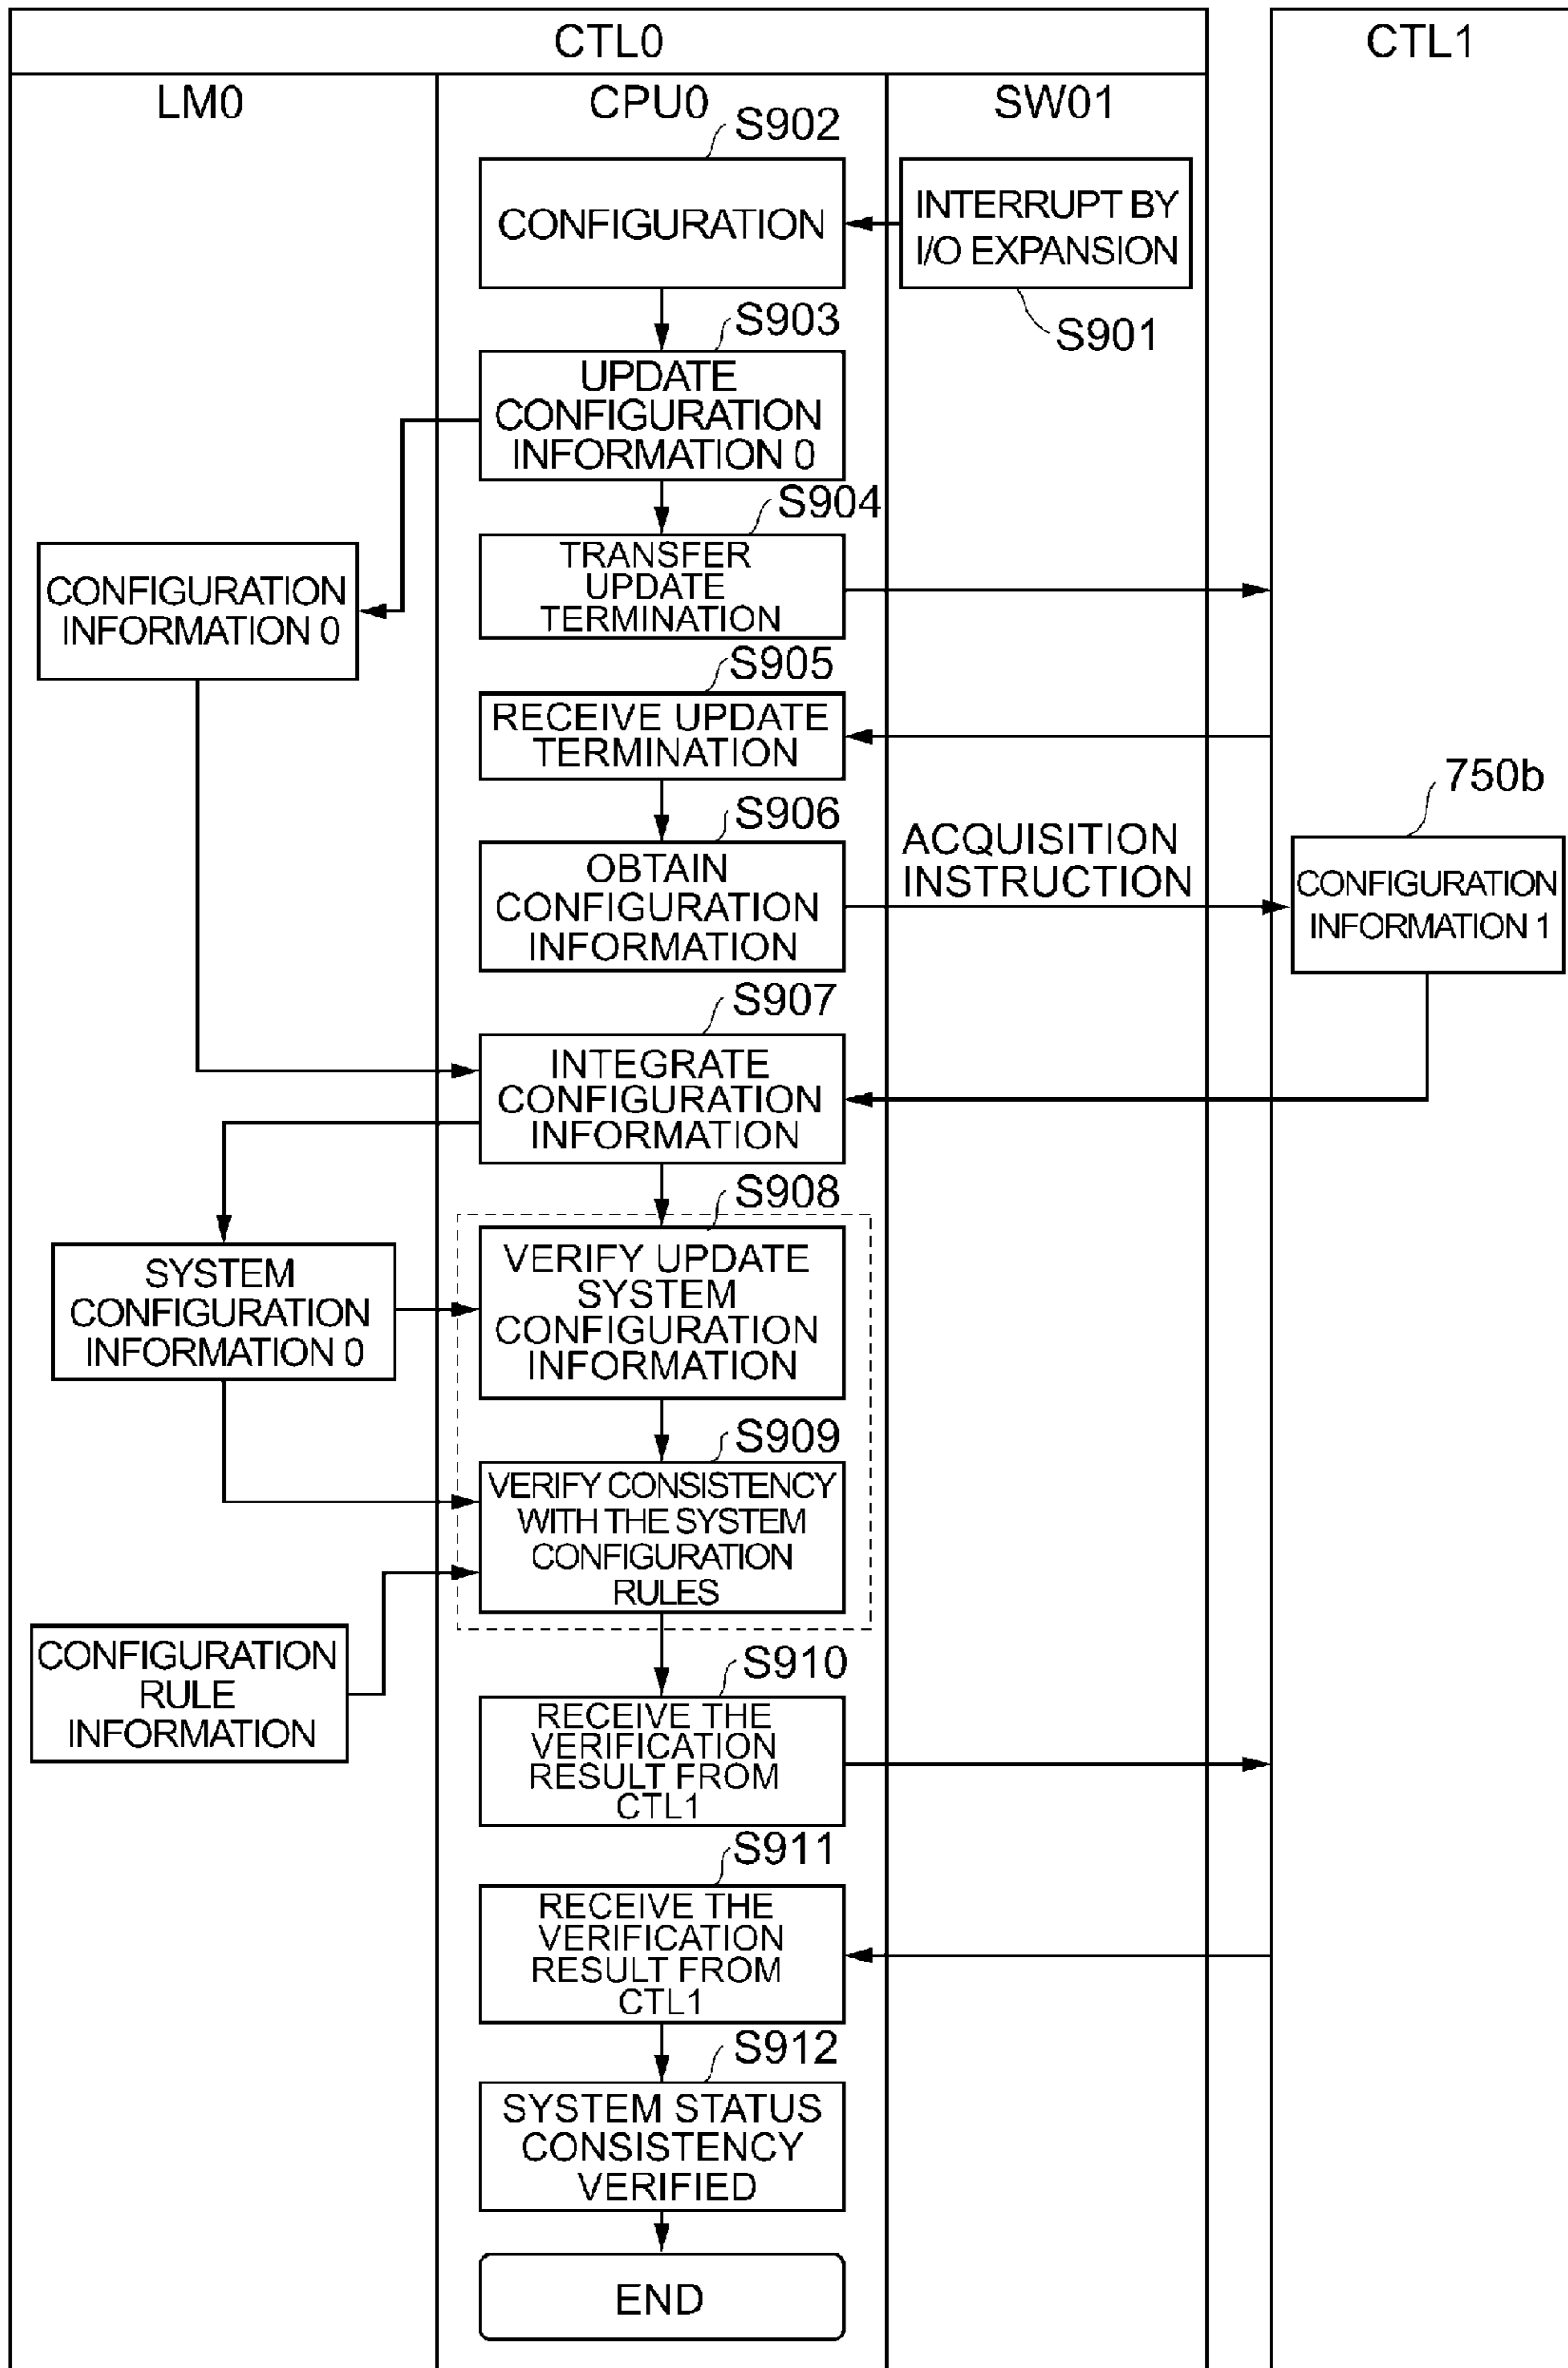 CTL0
CTL1
LM0
CPU0
SW01
S902
CONFIGURATION
INTERRUPT BY
I/O EXPANSION
S901
S903
UPDATE
CONFIGURATION
INFORMATION 0
S904
TRANSFER
UPDATE
TERMINATION
CONFIGURATION
INFORMATION 0
S905
RECEIVE UPDATE
TERMINATION
S906
OBTAIN
CONFIGURATION
INFORMATION
ACQUISITION
INSTRUCTION
750b
CONFIGURATION
INFORMATION 1
S907
INTEGRATE
CONFIGURATION
INFORMATION
S908
VERIFY UPDATE
SYSTEM
CONFIGURATION
INFORMATION
SYSTEM
CONFIGURATION
INFORMATION 0
S909
VERIFY CONSISTENCY
WITH THE SYSTEM
CONFIGURATION
RULES
CONFIGURATION
RULE
INFORMATION
S910
RECEIVE THE
VERIFICATION
RESULT FROM
CTL1
S911
RECEIVE THE
VERIFICATION
RESULT FROM
CTL1
S912
SYSTEM STATUS
CONSISTENCY
VERIFIED
END